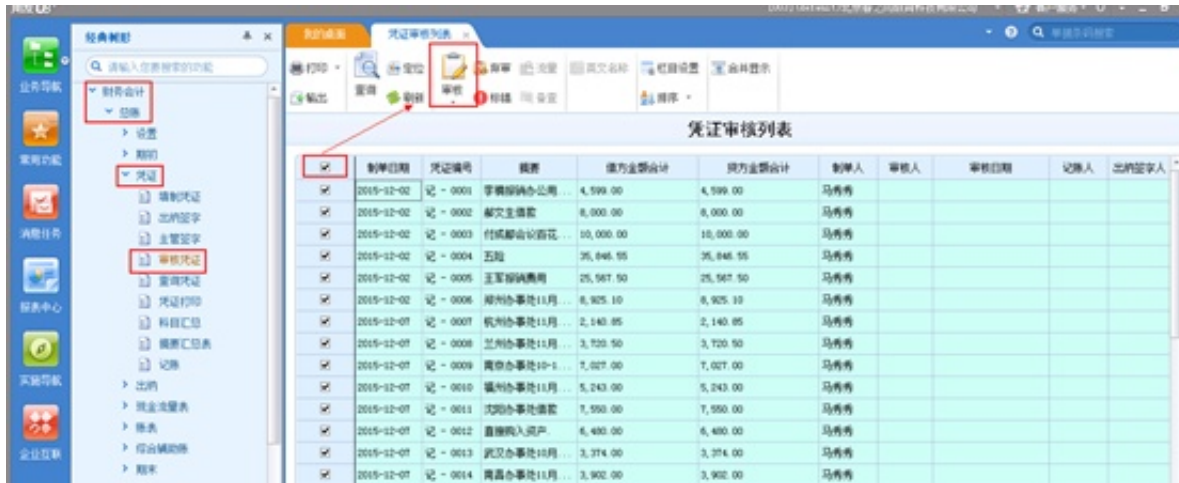 经典树形
我的桌面
凭证审核列表
请输入您要搜索的功能
打印
定位
弃审
英文名称
栏目设置
合并显示
业务导航
财务会计
输出
查询
刷新
审核
标错
排序
总账
设置
凭证审核列表
常用功能
期初
凭证
制单日期 凭证编号 摘要 借方金额合计 贷方金额合计 制单人 审核人 审核日期 记账人 出纳签字人
填制凭证
2015-12-02 记 - 0001 李楠报销办公用... 4,599.00 4,599.00 马秀秀
消息任务
出纳签字
2015-12-02 记 - 0002 郝文生借款 8,000.00 8,000.00 马秀秀
主管签字
2015-12-02 记 - 0003 付成都会议百花... 10,000.00 10,000.00 马秀秀
审核凭证
2015-12-02 记 - 0004 五险 35,846.55 35,846.55 马秀秀
查询凭证
2015-12-02 记 - 0005 王军报销费用 25,567.50 25,567.50 马秀秀
报表中心
凭证打印
2015-12-02 记 - 0006 郑州办事处11月... 8,925.10 8,925.10 马秀秀
科目汇总
2015-12-07 记 - 0007 杭州办事处11月... 2,140.85 2,140.85 马秀秀
摘要汇总表
2015-12-07 记 - 0008 兰州办事处11月... 3,720.50 3,720.50 马秀秀
实施导航
记账
2015-12-07 记 - 0009 南京办事处10-1... 7,027.00 7,027.00 马秀秀
出纳
2015-12-07 记 - 0010 福州办事处11月... 5,243.00 5,243.00 马秀秀
现金流量表
2015-12-07 记 - 0011 沈阳办事处借款 7,550.00 7,550.00 马秀秀
账表
2015-12-07 记 - 0012 直接购入资产. 6,480.00 6,480.00 马秀秀
企业互联
综合辅助账
2015-12-07 记 - 0013 武汉办事处10月... 3,374.00 3,374.00 马秀秀
期末
2015-12-07 记 - 0014 南昌办事处11月... 3,902.00 3,902.00 马秀秀